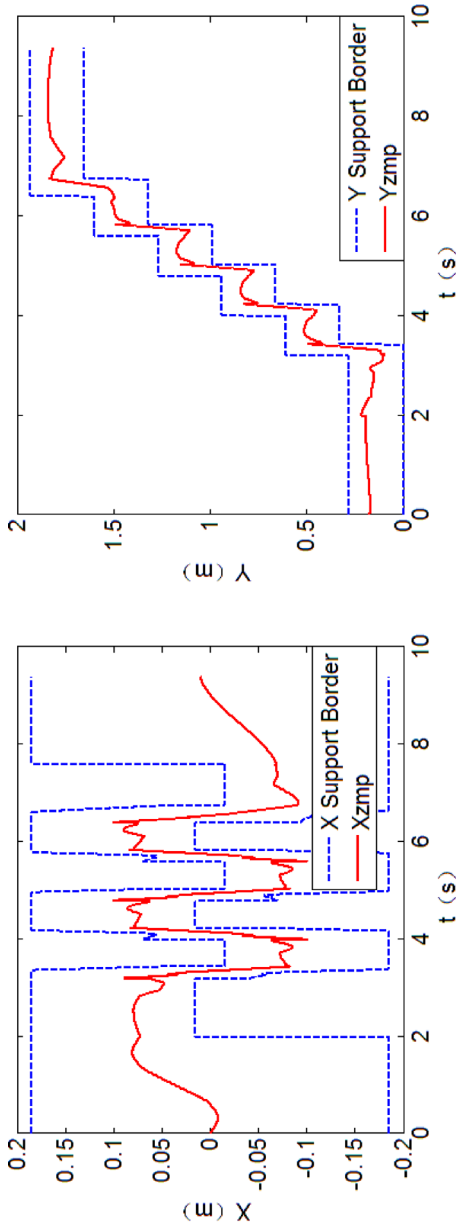 X (m)
0.2
0.15
0.1
0.05
0
-0.05
-0.1
-0.15
-0.2
X Support Border
Xzmp
0 2 4 6 8 10
t (s)
Y (m)
2
1.5
1
0.5
0
Y Support Border
Yzmp
0 2 4 6 8 10
t (s)